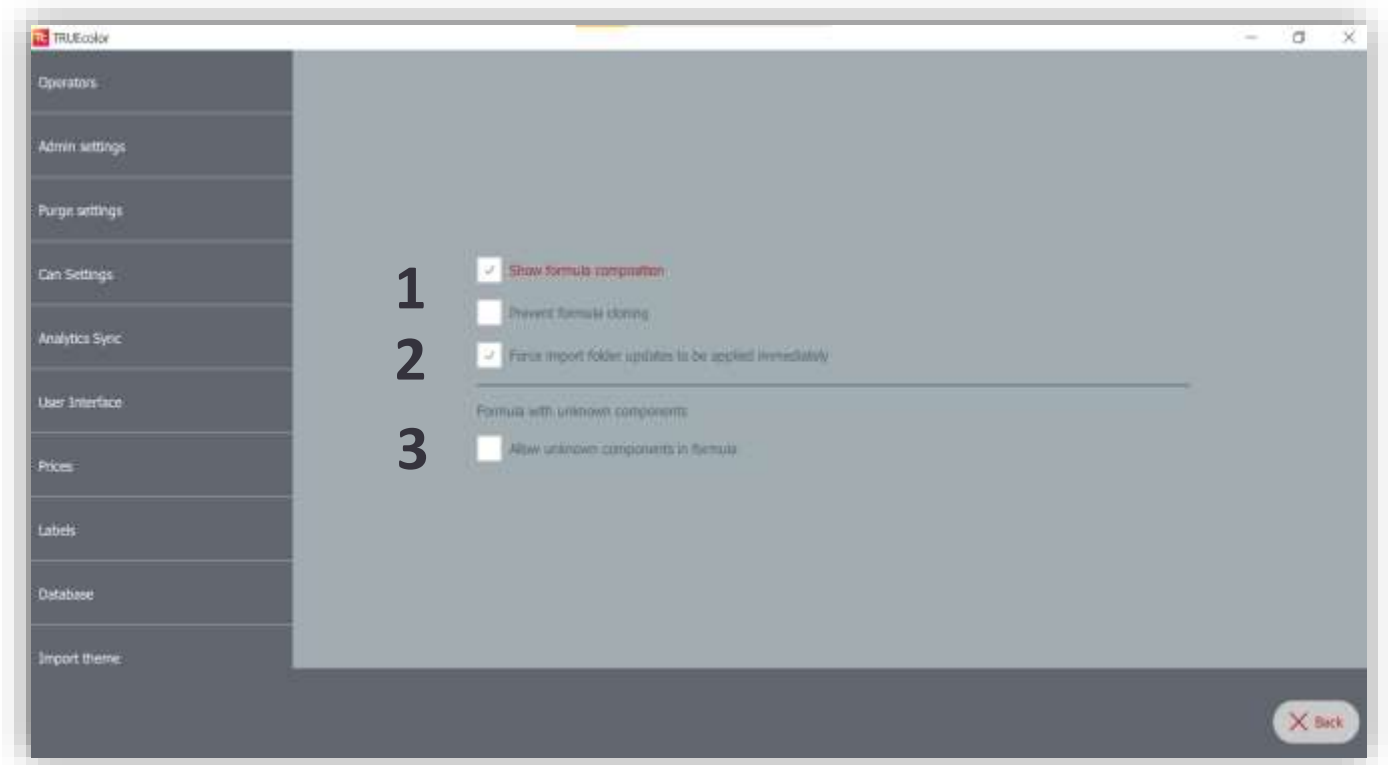 TRUEcolor
Operators
Admin settings
Purge settings
Can Settings
Analytics Sync
User Interface
Prices
Labels
Database
Import theme
1
Show formula composition
Prevent formula cloning
2
Force import folder updates to be applied immediately
Formula with unknown components
3
Allow unknown components in formula
Back